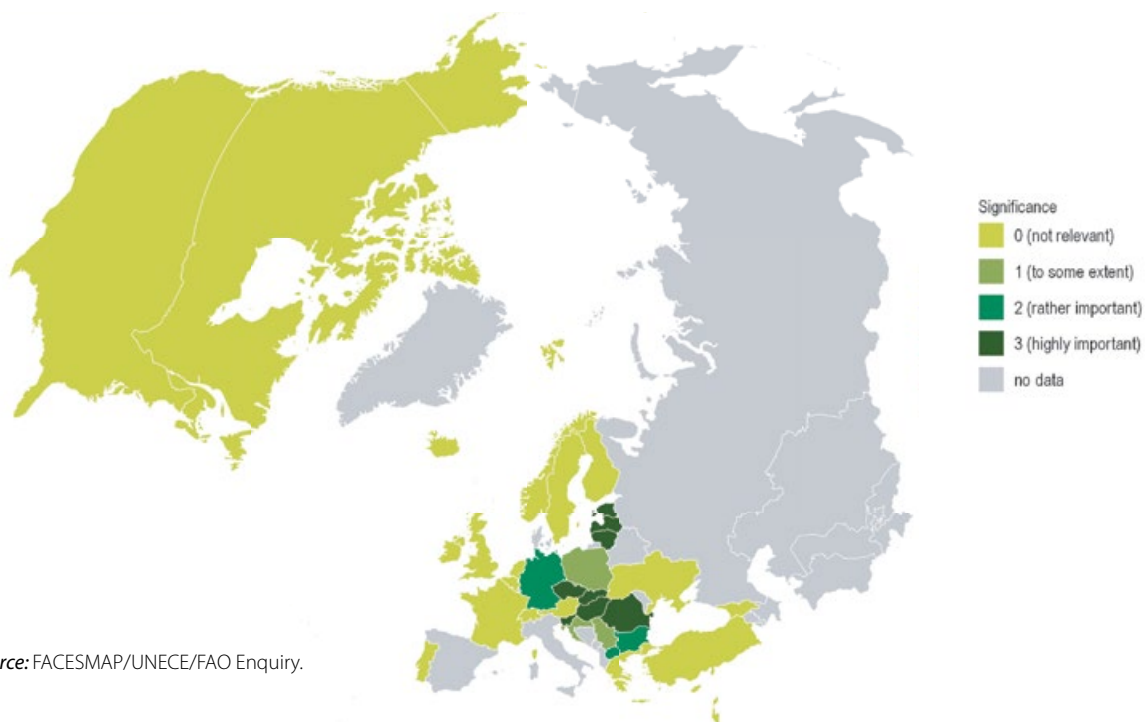 Significance
0 (not relevant)
1 (to some extent)
2 (rather important)
3 (highly important)
no data
rce: FACESMAP/UNECE/FAO Enquiry.